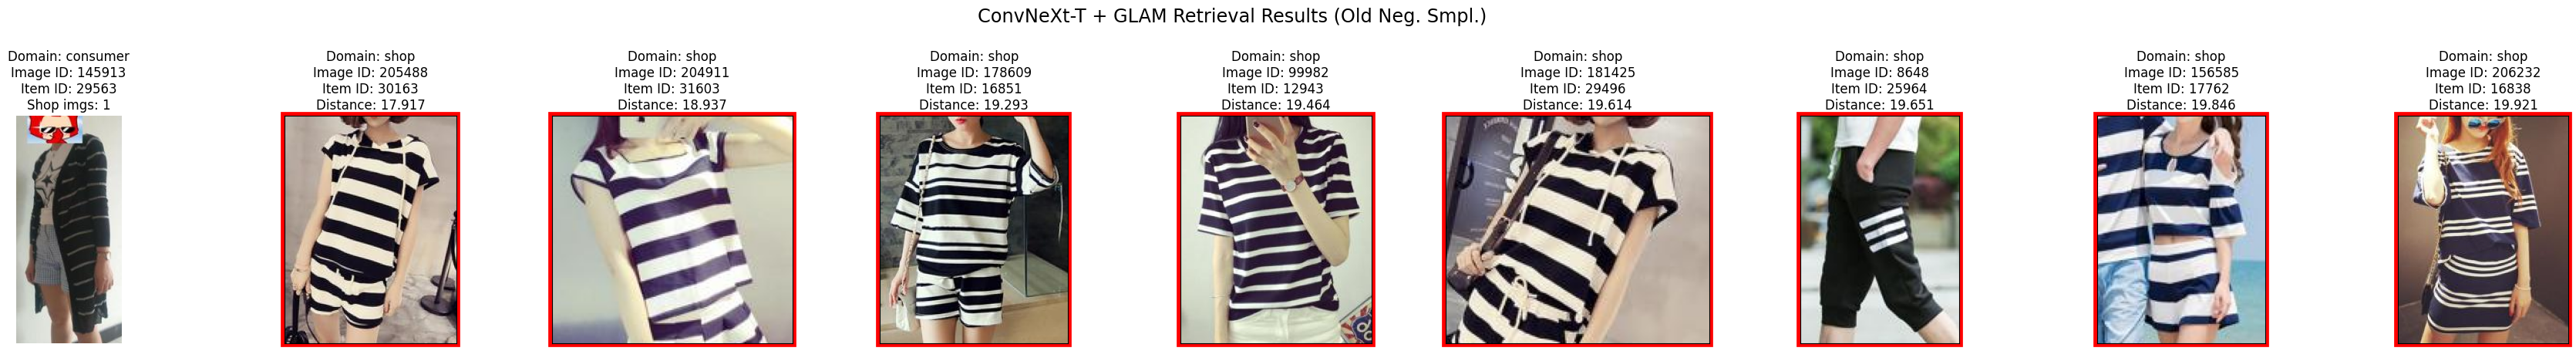 ConvNeXt-T + GLAM Retrieval Results (Old Neg. Smpl.)
Domain: consumer
Image ID: 145913
Item ID: 29563
Shop imgs: 1
Domain: shop
Image ID: 205488
Item ID: 30163
Distance: 17.917
Domain: shop
Image ID: 204911
Item ID: 31603
Distance: 18.937
Domain: shop
Image ID: 178609
Item ID: 16851
Distance: 19.293
Domain: shop
Image ID: 99982
Item ID: 12943
Distance: 19.464
Domain: shop
Image ID: 181425
Item ID: 29496
Distance: 19.614
Domain: shop
Image ID: 8648
Item ID: 25964
Distance: 19.651
Domain: shop
Image ID: 156585
Item ID: 17762
Distance: 19.846
Domain: shop
Image ID: 206232
Item ID: 16838
Distance: 19.921